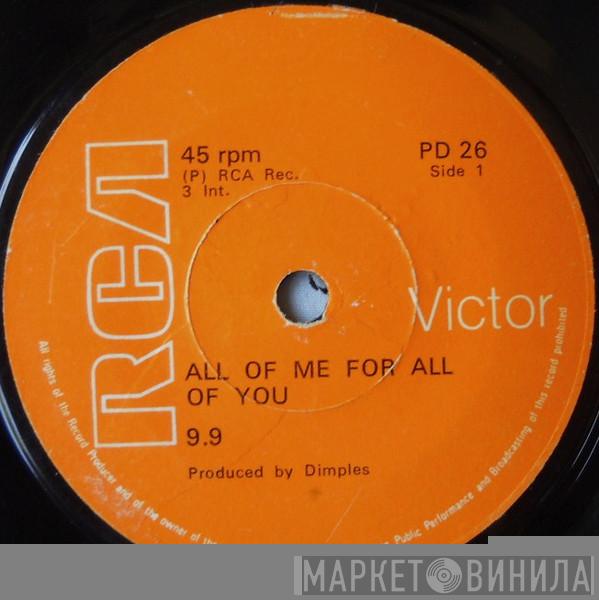 RCA
45 rpm
(P) RCA Rec.
3 Int.
PD 26
Side 1
Victor
ALL OF ME FOR ALL
OF YOU
9.9
Produced by Dimples
All rights of the Record Producer and of the owner of the
Public Performance and Broadcasting of this record prohibited
МАРКЕТ ВИНИЛА